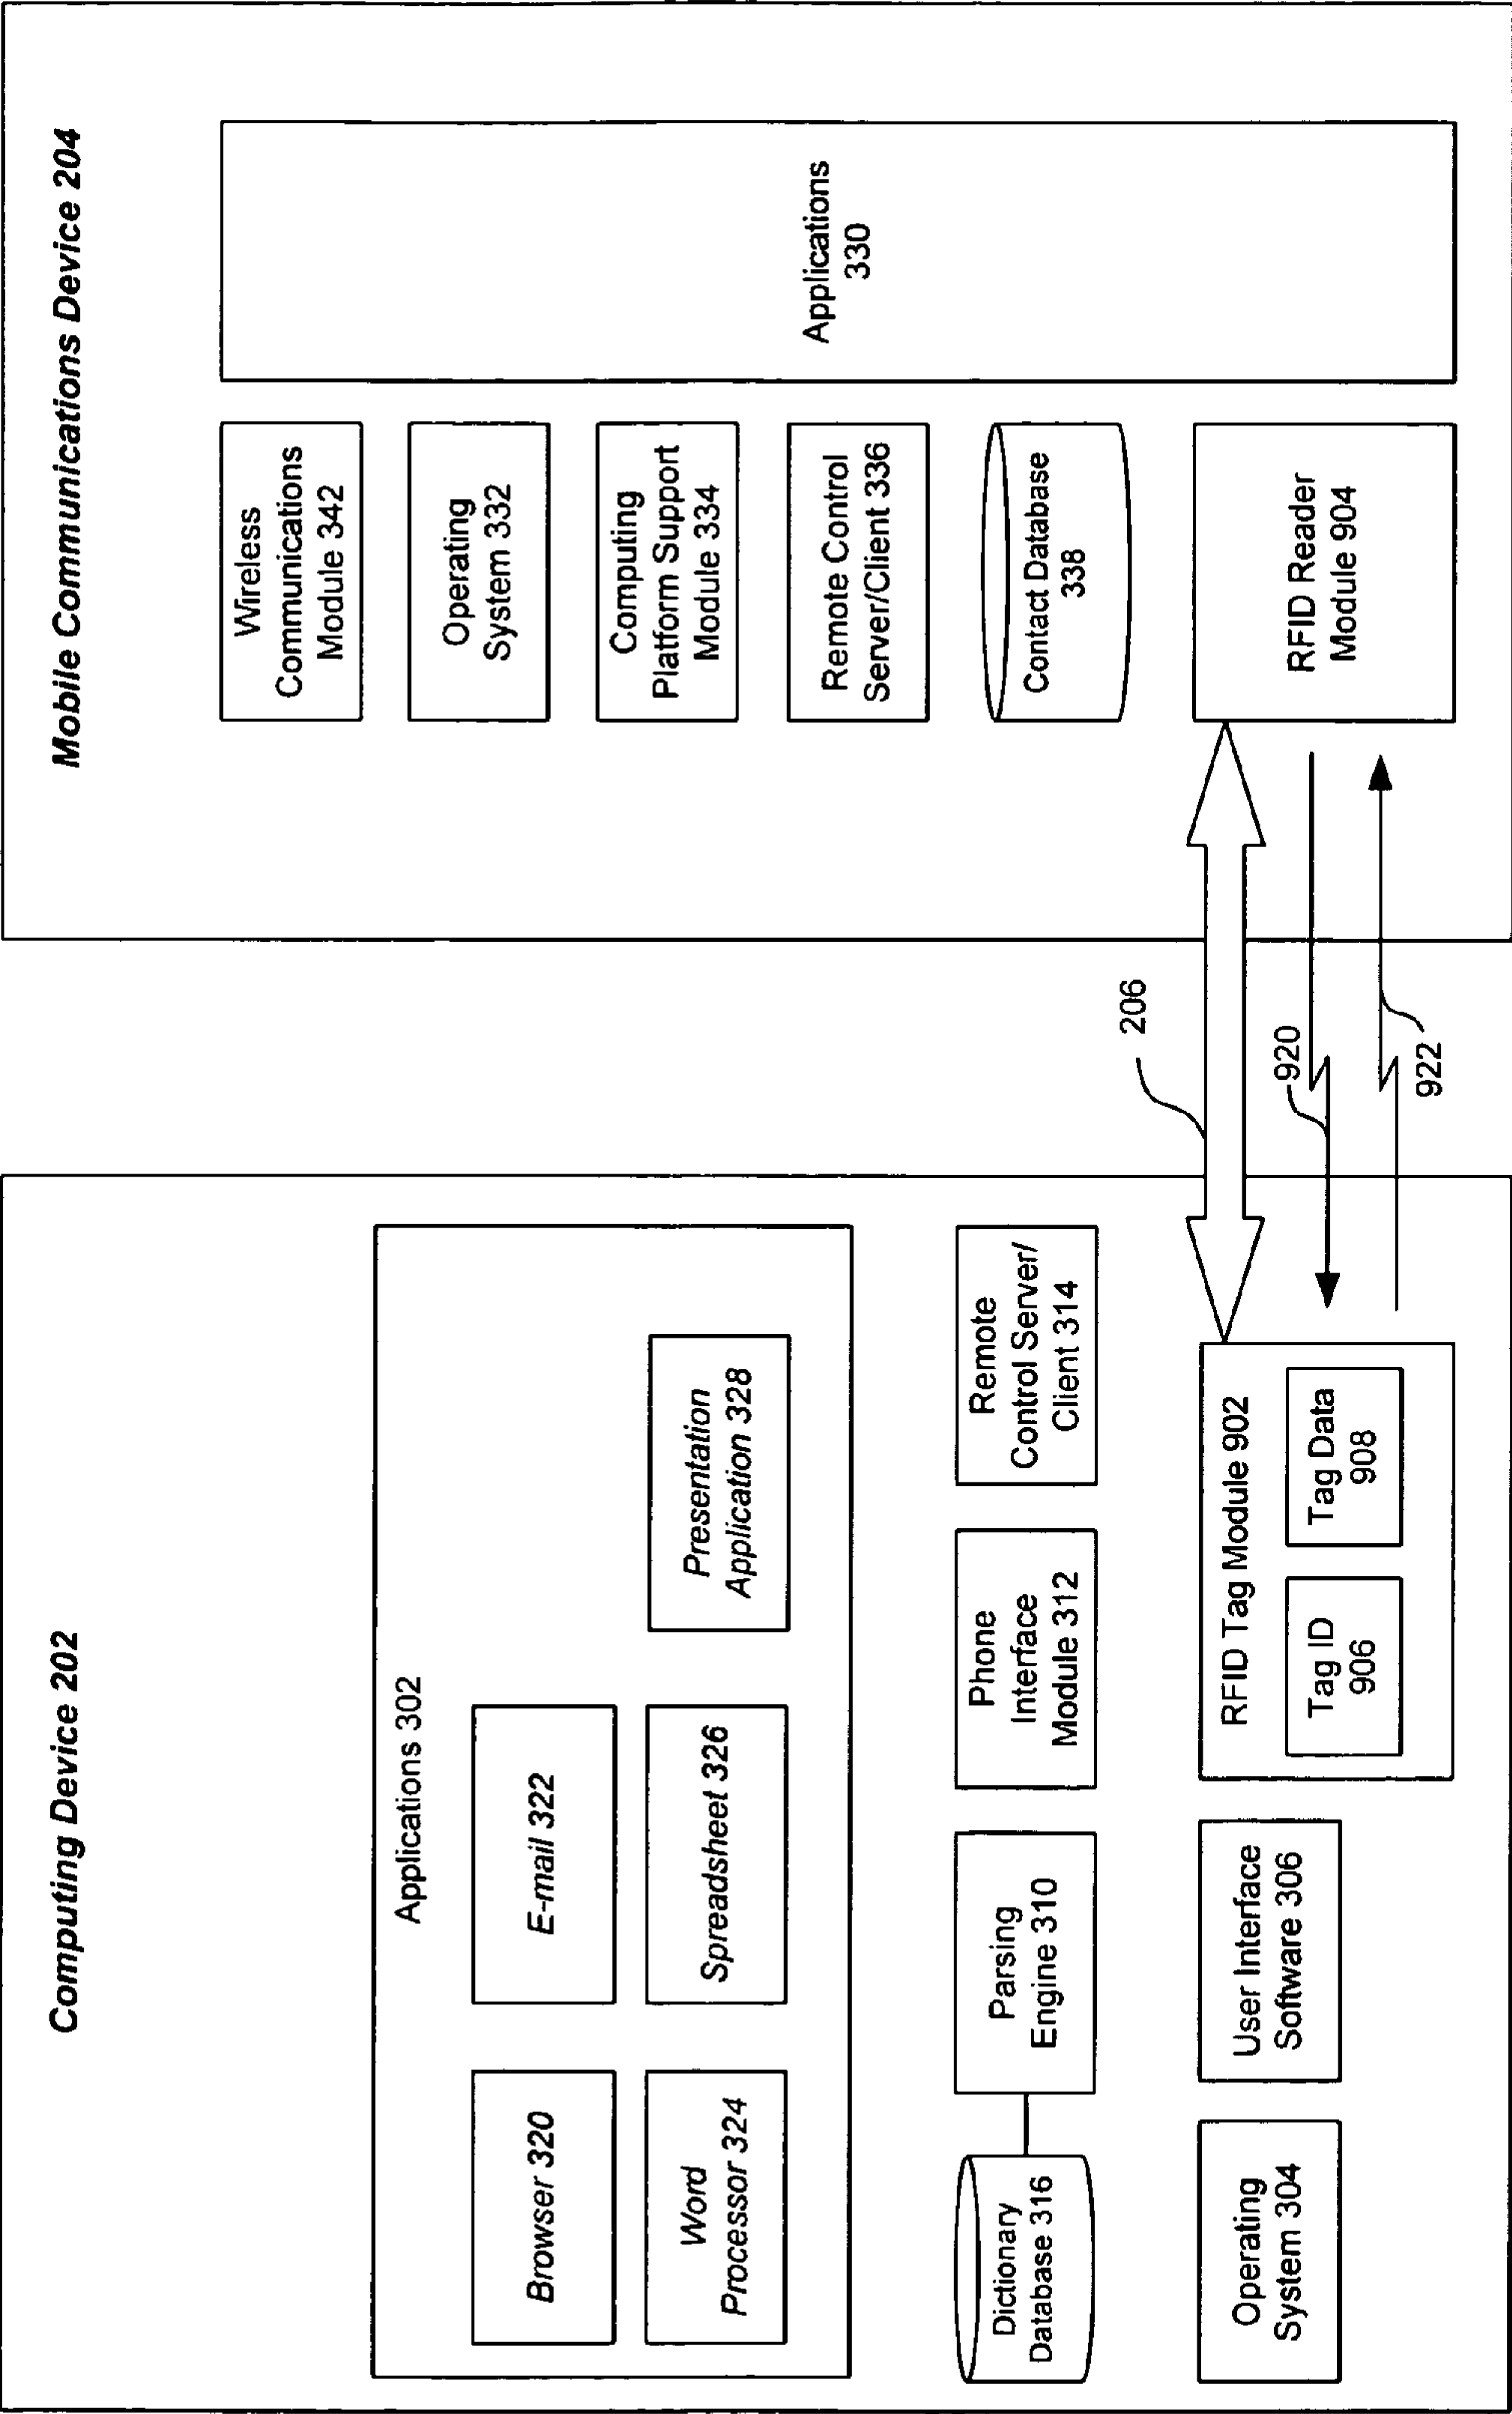 Computing Device 202
Applications 302
Browser 320
E-mail 322
Word
Processor 324
Spreadsheet 326
Presentation
Application 328
Dictionary
Database 316
Parsing
Engine 310
Phone
Interface
Module 312
Remote
Control Server/
Client 314
Operating
System 304
User Interface
Software 306
RFID Tag Module 902
Tag ID
906
Tag Data
908
206
920
922
Mobile Communications Device 204
Wireless
Communications
Module 342
Operating
System 332
Computing
Platform Support
Module 334
Remote Control
Server/Client 336
Contact Database
338
RFID Reader
Module 904
Applications
330